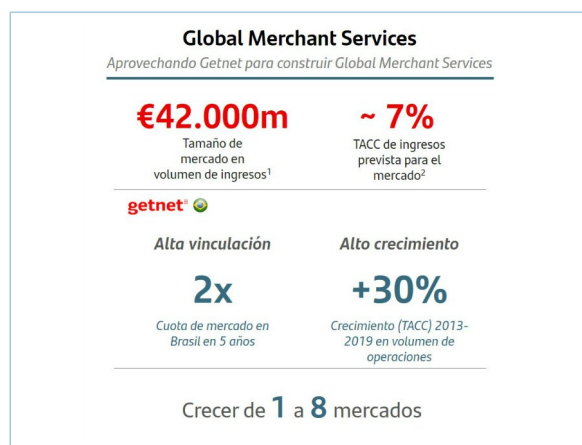 Global Merchant Services
Aprovechando Getnet para construir Global Merchant Services
€42.000m
Tamaño de
mercado en
volumen de ingresos¹
~ 7%
TACC de ingresos
prevista para el
mercado²
getnet®
Alta vinculación
2x
Cuota de mercado en
Brasil en 5 años
Alto crecimiento
+30%
Crecimiento (TACC) 2013-
2019 en volumen de
operaciones
Crecer de 1 a 8 mercados